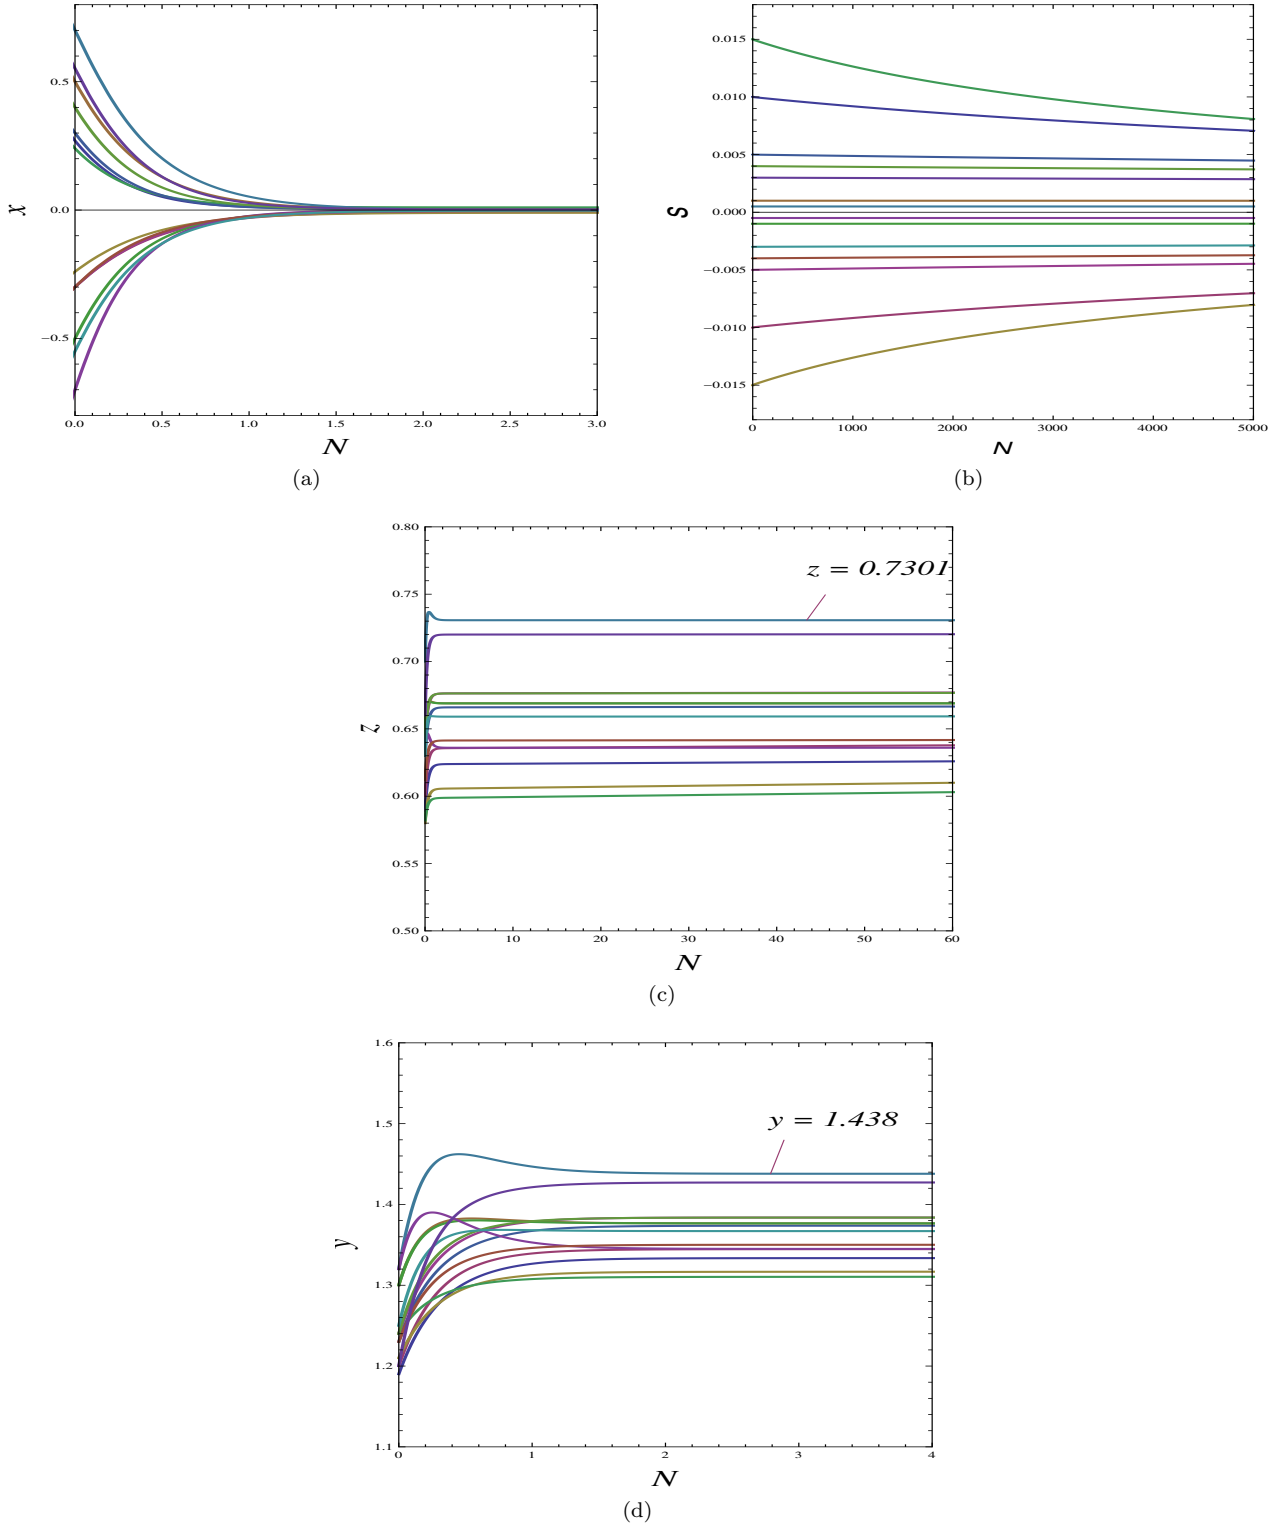 0.5
0.0
−0.5
x
0.0 0.5 1.0 1.5 2.0 2.5 3.0
N
(a)
0.015
0.010
0.005
0.000
−0.005
−0.010
−0.015
S
0 1000 2000 3000 4000 5000
N
(b)
0.80
0.75
0.70
0.65
0.60
0.55
0.50
z
z = 0.7301
0 10 20 30 40 50 60
N
(c)
1.6
1.5
1.4
1.3
1.2
1.1
y
y = 1.438
0 1 2 3 4
N
(d)